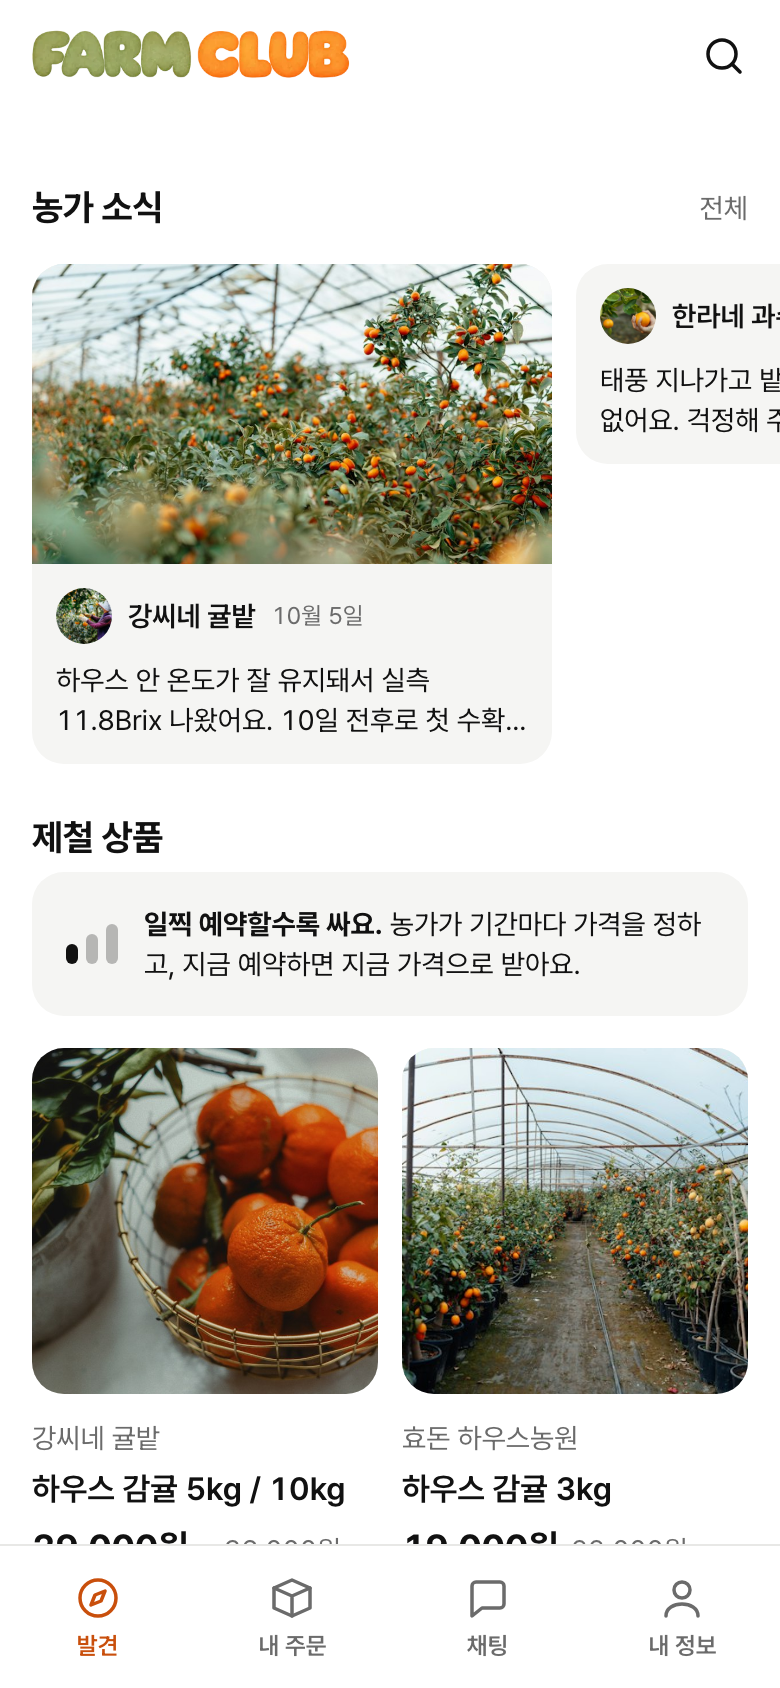 FARM CLUB
농가 소식
전체
강씨네 귤밭 10월 5일
하우스 안 온도가 잘 유지돼서 실측
11.8Brix 나왔어요. 10일 전후로 첫 수확...
한라네
태풍 지나가고
없어요. 걱정해
제철 상품
일찍 예약할수록 싸요. 농가가 기간마다 가격을 정하
고, 지금 예약하면 지금 가격으로 받아요.
강씨네 귤밭
하우스 감귤 5kg / 10kg
효돈 하우스농원
하우스 감귤 3kg
발견
내 주문
채팅
내 정보